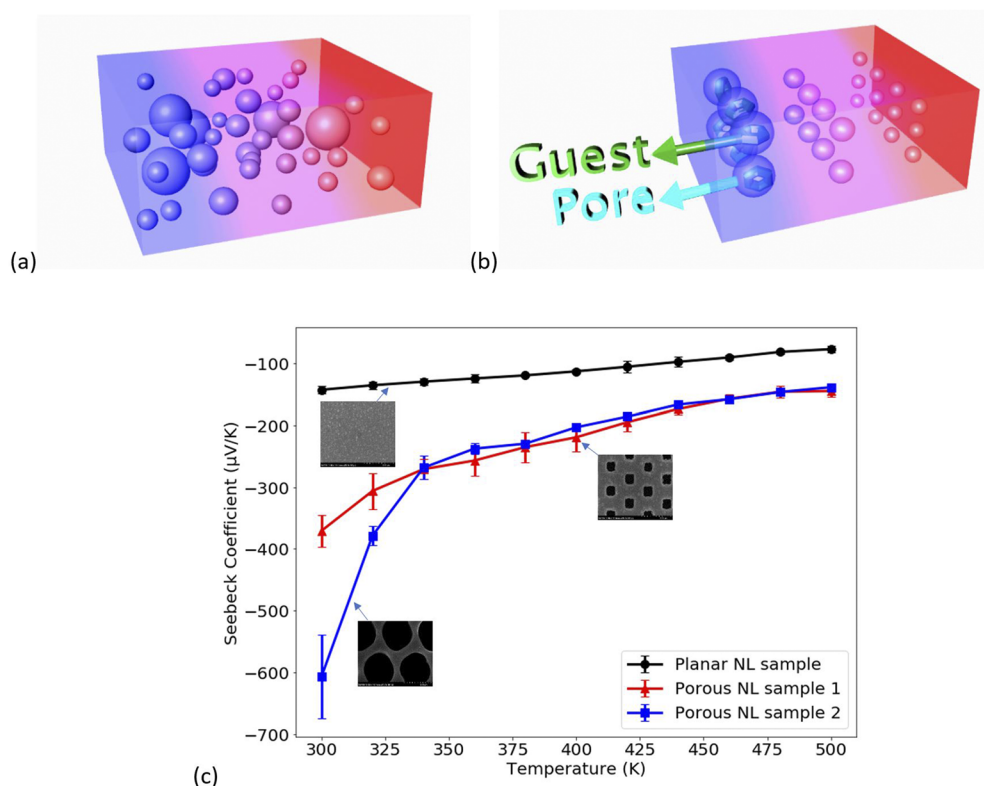 Guest
Pore
(a)
(b)
Seebeck Coefficient (μV/K)
−100
−200
−300
−400
−500
−600
−700
300
325
350
375
400
425
450
475
500
Temperature (K)
Planar NL sample
Porous NL sample 1
Porous NL sample 2
(c)